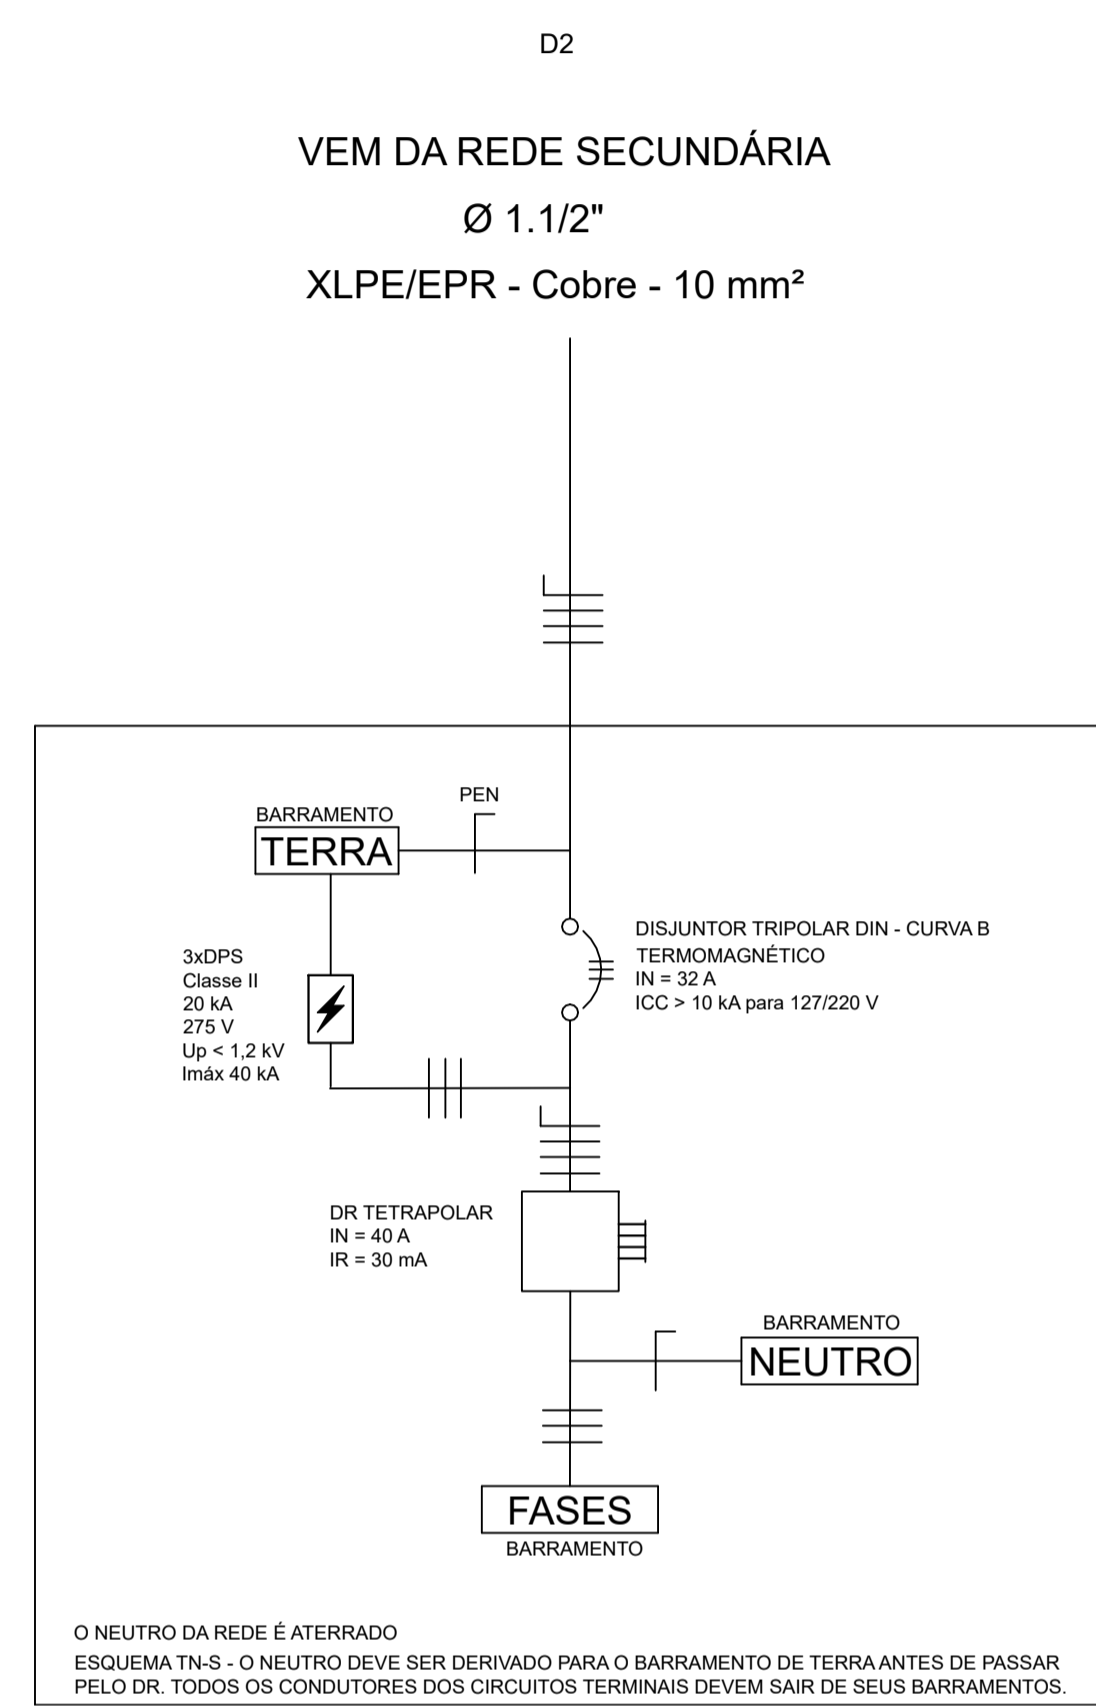 D2
VEM DA REDE SECUNDÁRIA
Ø 1.1/2"
XLPE/EPR - Cobre - 10 mm²
PEN
BARRAMENTO
TERRA
DISJUNTOR TRIPOLAR DIN - CURVA B
TERMOMAGNÉTICO
IN = 32 A
ICC > 10 kA para 127/220 V
3xDPS
Classe II
20 kA
275 V
Up < 1,2 kV
Imáx 40 kA
DR TETRAPOLAR
IN = 40 A
IR = 30 mA
BARRAMENTO
NEUTRO
FASES
BARRAMENTO
O NEUTRO DA REDE É ATERRADO
ESQUEMA TN-S - O NEUTRO DEVE SER DERIVADO PARA O BARRAMENTO DE TERRA ANTES DE PASSAR
PELO DR. TODOS OS CONDUTORES DOS CIRCUITOS TERMINAIS DEVEM SAIR DE SEUS BARRAMENTOS.